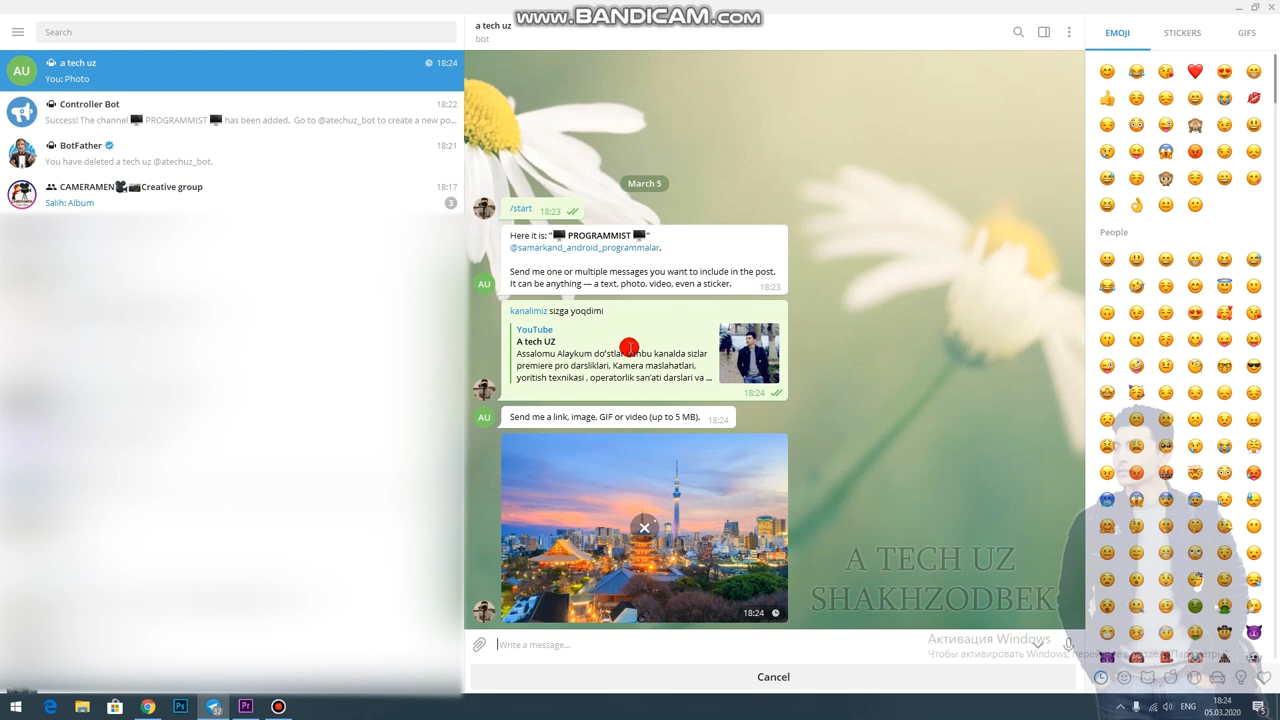 www.BANDICAM.com
Search
a tech uz
18:24
You: Photo
Controller Bot
18:22
Success! The channel PROGRAMMIST has been added. Go to @atechuz_bot to create a new po...
BotFather
18:21
You have deleted a tech uz @atechuz_bot.
CAMERAMEN Creative group
18:17
Salih: Album
3
a tech uz
bot
March 5
/start
18:23
Here it is: " PROGRAMMIST "
@samarkand_android_programmalar.
Send me one or multiple messages you want to include in the post.
It can be anything — a text, photo, video, even a sticker.
18:23
kanalimiz sizga yoqdimi
YouTube
A tech UZ
Assalomu Alaykum do'stlar ushbu kanalda sizlar
premiere pro darsliklari, Kamera maslahatlari,
yoritish texnikasi , operatorlik san'ati darslari va ...
18:24
AU
Send me a link, image, GIF or video (up to 5 MB).
18:24
18:24
A TECH UZ
SHAKHZODBEK
Write a message...
Cancel
EMOJI
STICKERS
GIFS
People
Активация Windows
Чтобы активировать Windows, перейдите в раздел "Параметры".
32
ENG
18:24
05.03.2020
5